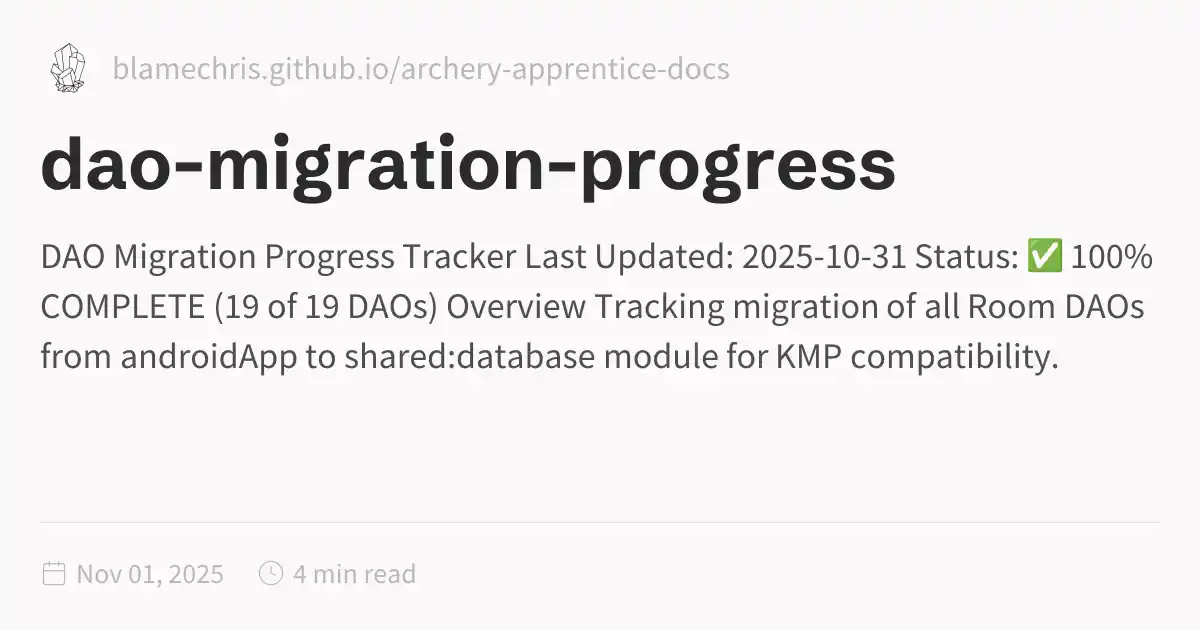 blamechris.github.io/archery-apprentice-docs
dao-migration-progress
DAO Migration Progress Tracker Last Updated: 2025-10-31 Status: ✅ 100%
COMPLETE (19 of 19 DAOs) Overview Tracking migration of all Room DAOs
from androidApp to shared:database module for KMP compatibility.
Nov 01, 2025 4 min read